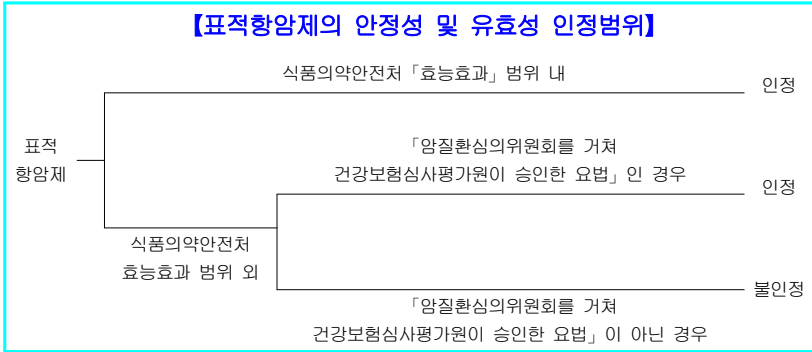 【표적항암제의 안정성 및 유효성 인정범위】
식품의약안전처「효능효과」범위 내
인정
표적
항암제
「암질환심의위원회를 거쳐
건강보험심사평가원이 승인한 요법」인 경우
인정
식품의약안전처
효능효과 범위 외
불인정
「암질환심의위원회를 거쳐
건강보험심사평가원이 승인한 요법」이 아닌 경우